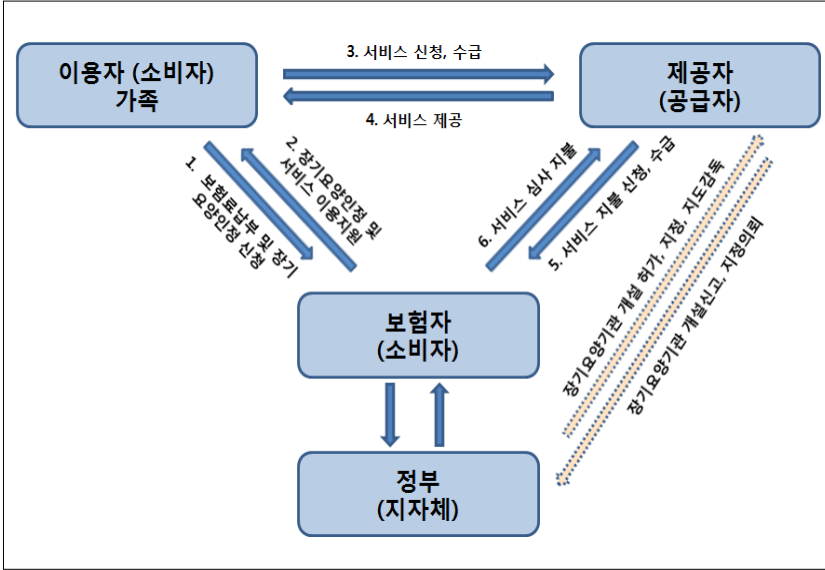 이용자 (소비자)
가족
3. 서비스 신청, 수급
4. 서비스 제공
제공자
(공급자)
1. 보험료납부 및 장기
요양인정 신청
2. 장기요양인정 및
서비스 이용지원
6. 서비스 심사 지불
5. 서비스 지불 신청, 수급
장기요양기관 개설 허가, 지정, 지도감독
장기요양기관 개설신고, 지정의뢰
보험자
(소비자)
정부
(지자체)